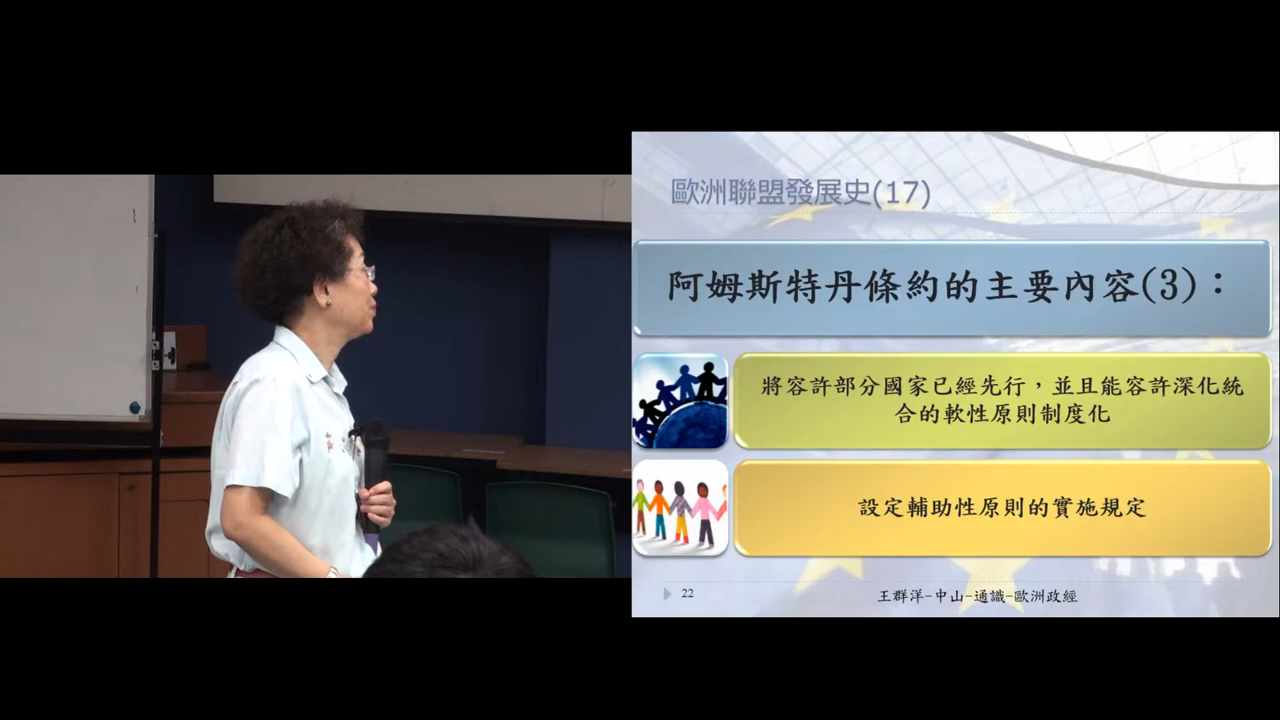 歐洲聯盟發展史(17)
阿姆斯特丹條約的主要內容(3)：
將容許部分國家已經先行，並且能容許深化統
合的軟性原則制度化
設定輔助性原則的實施規定
22
王群洋-中山-通識-歐洲政經